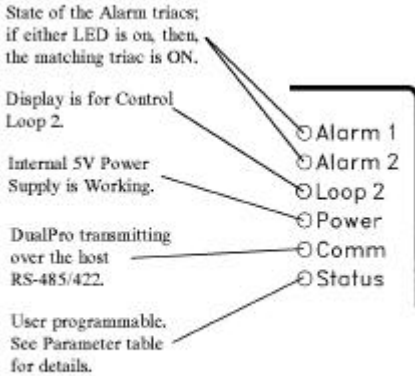 State of the Alarm triacs;
if either LED is on, then,
the matching triac is ON.
Display is for Control
Loop 2.
Internal 5V Power
Supply is Working.
DualPro transmitting
over the host
RS-485/422.
User programmable.
See Parameter table
for details.
Alarm 1
Alarm 2
Loop 2
Power
Comm
Status